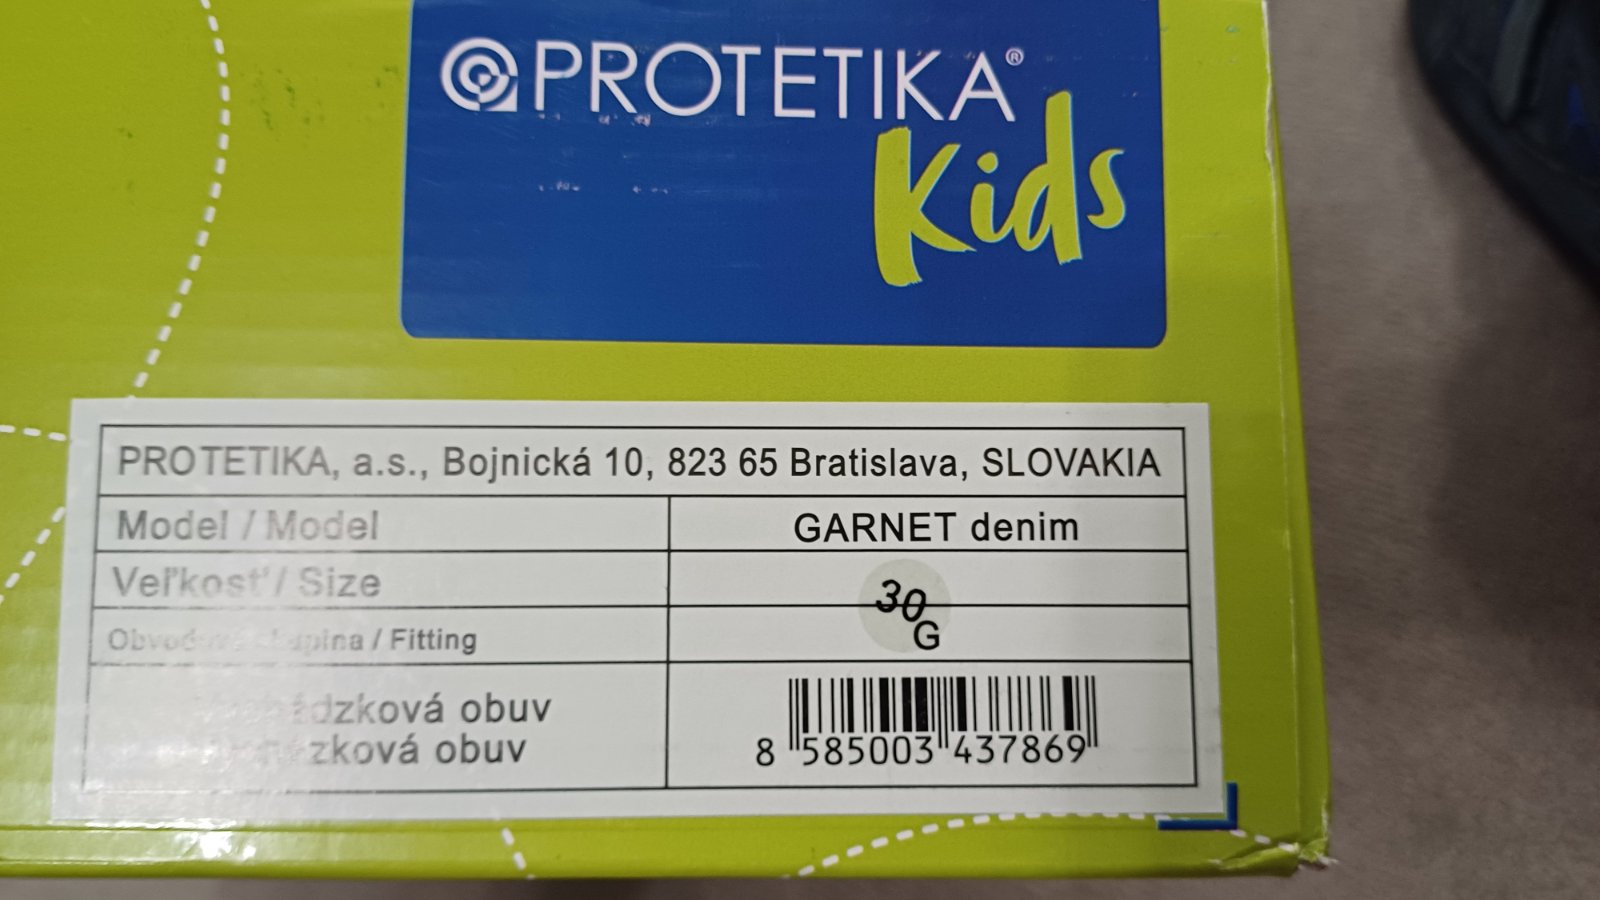 PROTETIKA®
Kids
PROTETIKA, a.s., Bojnická 10, 823 65 Bratislava, SLOVAKIA
Model / Model GARNET denim
Veľkosť / Size 30
/ Fitting G
obuv
obuv
8 585003 437869